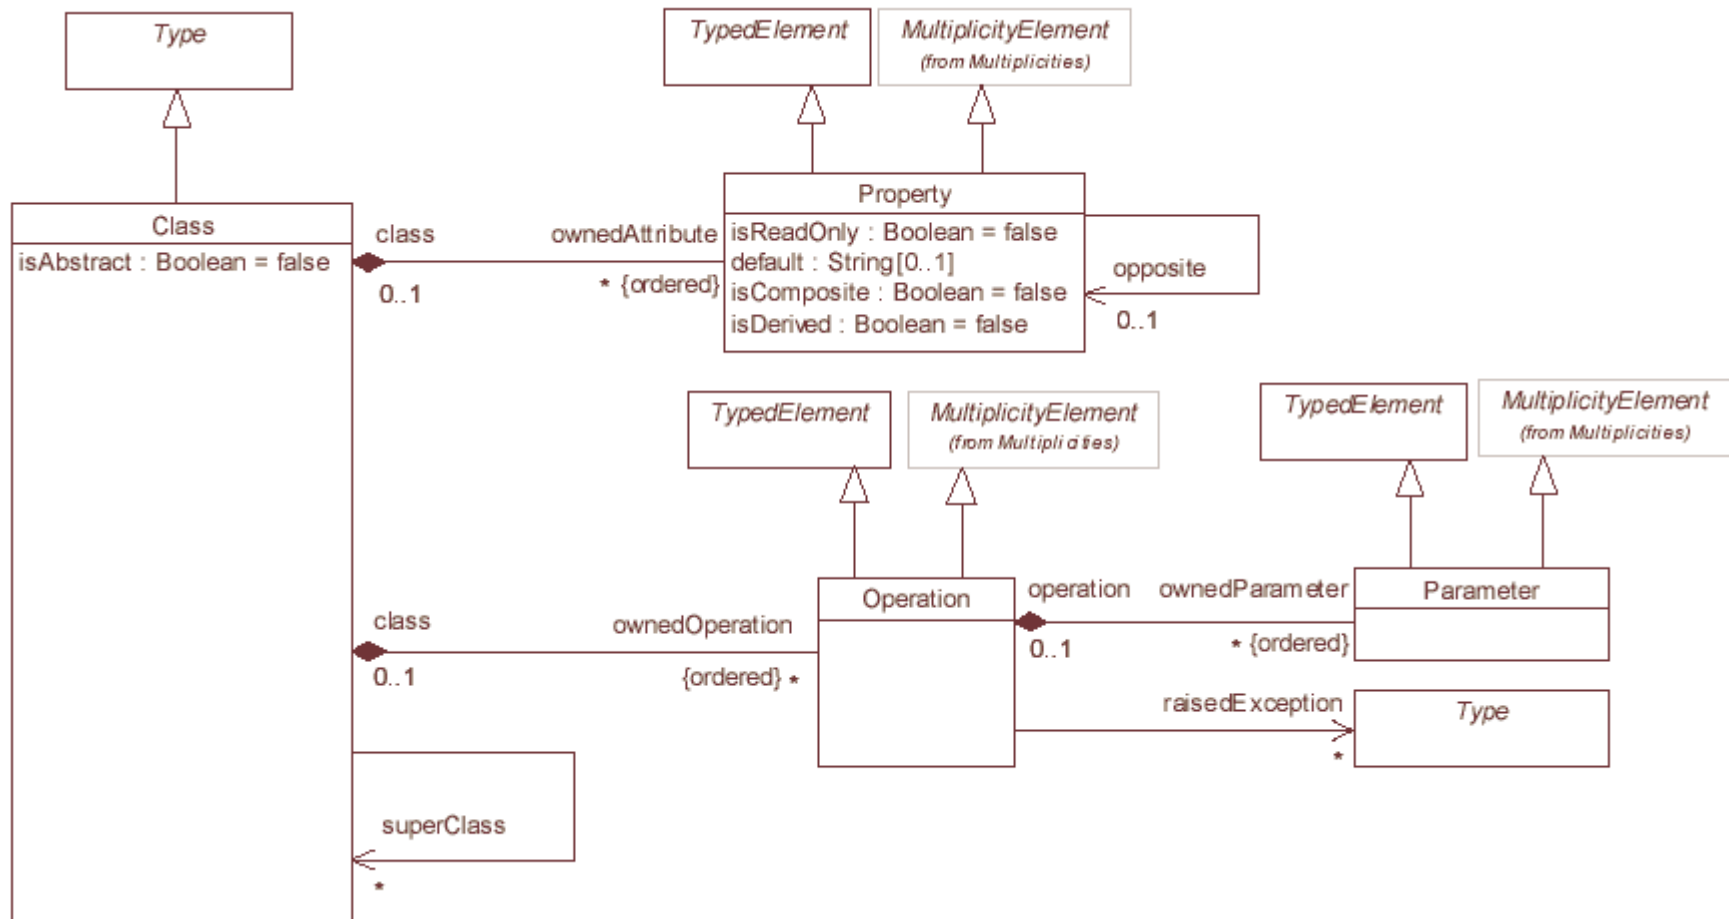 Type
TypedElement
MultiplicityElement
(from Multiplicities)
Class
isAbstract : Boolean = false
class
0..1
ownedAttribute
* {ordered}
Property
isReadOnly : Boolean = false
default : String[0..1]
isComposite : Boolean = false
isDerived : Boolean = false
opposite
0..1
TypedElement
MultiplicityElement
(from Multiplicities)
TypedElement
MultiplicityElement
(from Multiplicities)
class
0..1
ownedOperation
{ordered} *
Operation
operation
0..1
ownedParameter
* {ordered}
Parameter
raisedException
*
Type
superClass
*